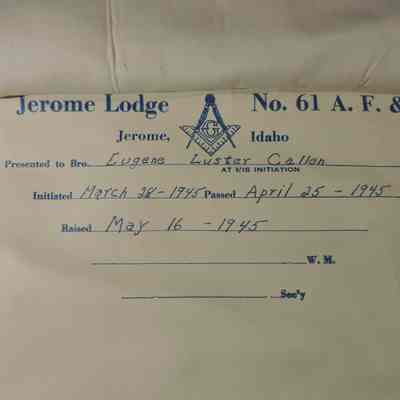 Jerome Lodge No. 61 A. F. &
G
Jerome, Idaho
Presented to Bro. Eugene Luster Callen
AT HIS INITIATION
Initiated March 28-1945 Passed April 25-1945
Raised May 16-1945
W. M.
Sec'y